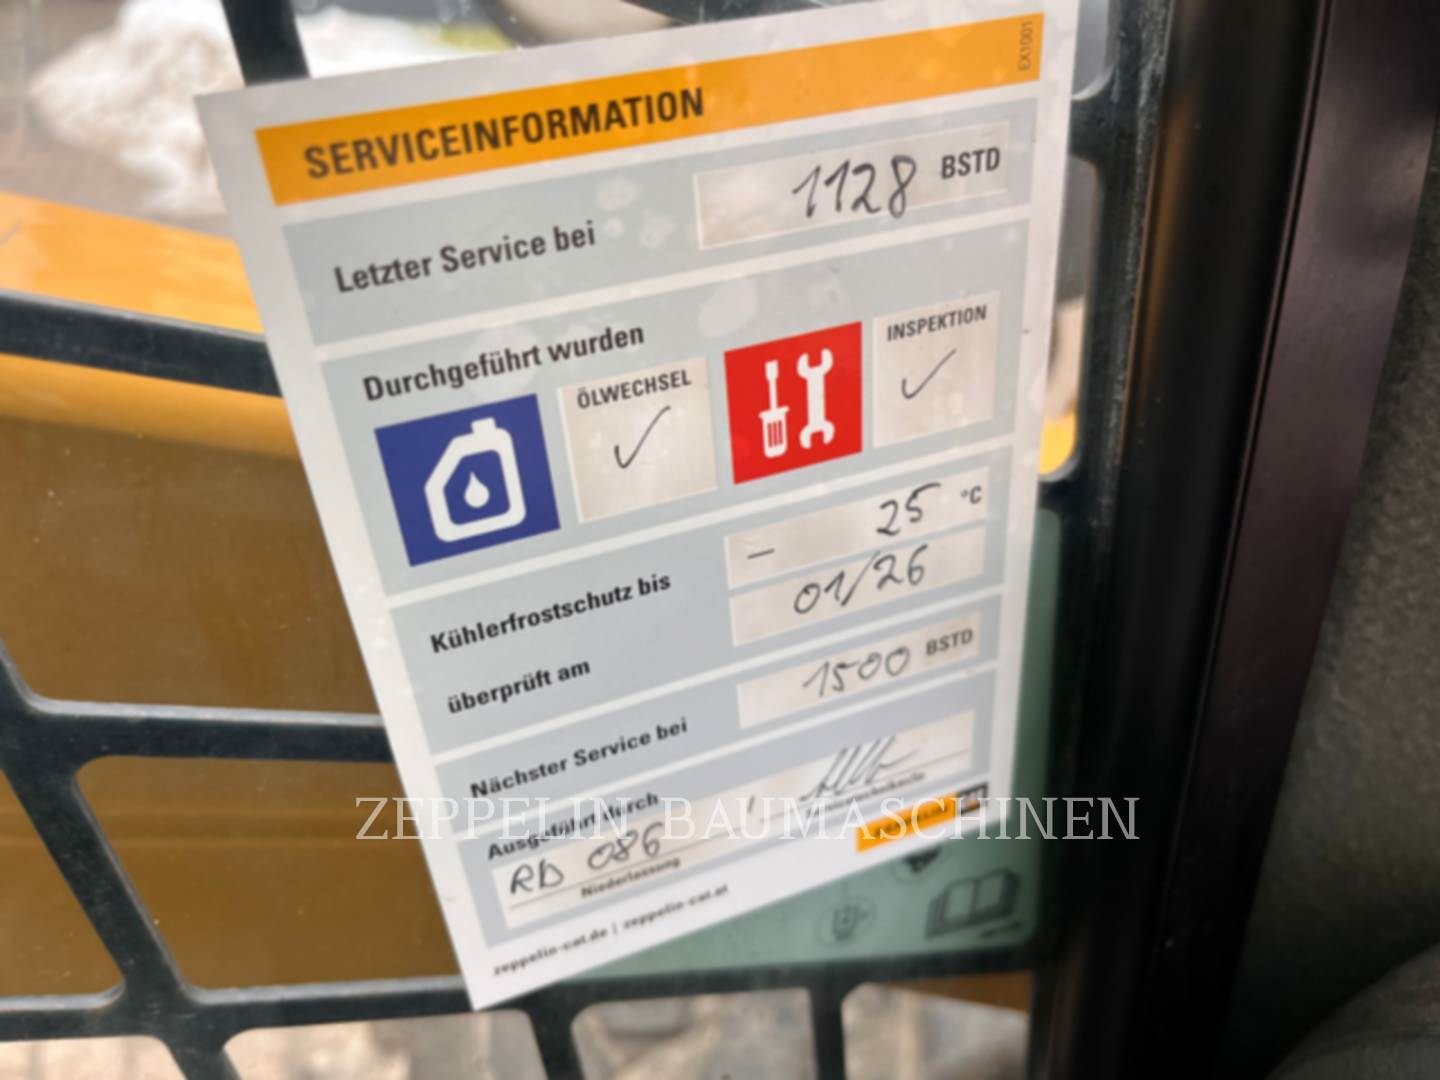 EX1001
SERVICEINFORMATION
Letzter Service bei 1128 BSTD
Durchgeführt wurden
ÖLWECHSEL
INSPEKTION
Kühlerfrostschutz bis - 25 °C
überprüft am 01/26
Nächster Service bei 1500 BSTD
Ausgeführt durch
RD 086
Niederlassung
zeppelin-cat.de | zeppelin-cat.at
ZEPPELIN BAUMASCHINEN